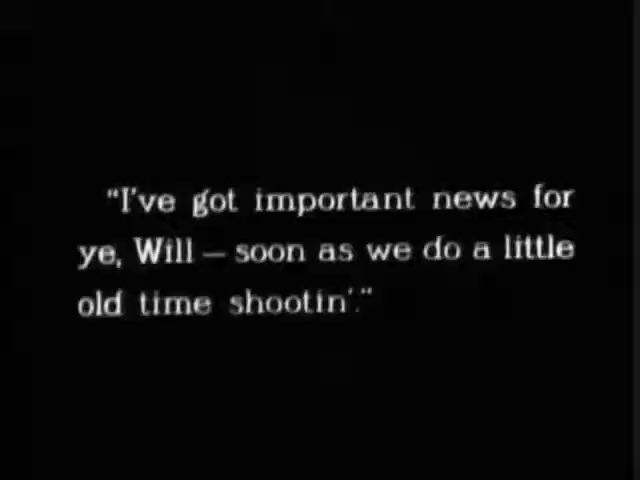 "I've got important news for
ye, Will — soon as we do a little
old time shootin'."